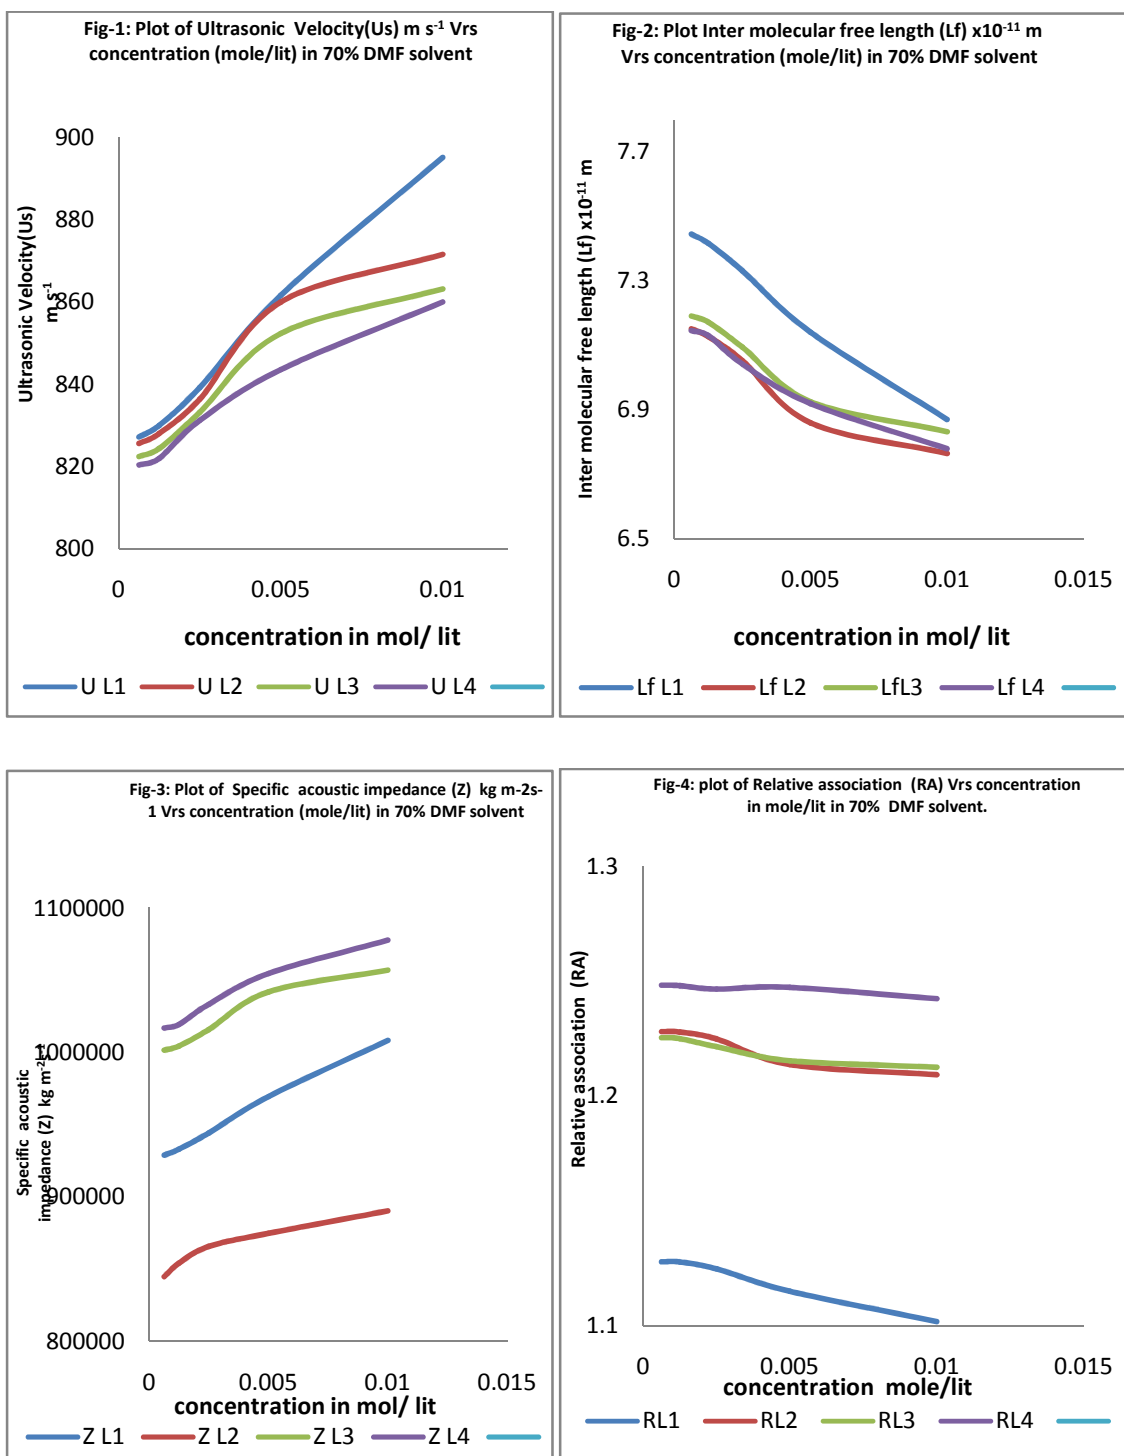 Fig-1: Plot of Ultrasonic Velocity(Us) m s⁻¹ Vrs
concentration (mole/lit) in 70% DMF solvent
900
880
860
840
820
800
Ultrasonic Velocity(Us)
m s⁻¹
0 0.005 0.01
concentration in mol/ lit
U L1 U L2 U L3 U L4
Fig-2: Plot Inter molecular free length (Lf) x10⁻¹¹ m
Vrs concentration (mole/lit) in 70% DMF solvent
7.7
7.3
6.9
6.5
Inter molecular free length (Lf) x10⁻¹¹ m
0 0.005 0.01 0.015
concentration in mol/ lit
Lf L1 Lf L2 LfL3 Lf L4
Fig-3: Plot of Specific acoustic impedance (Z) kg m-2s-
1 Vrs concentration (mole/lit) in 70% DMF solvent
1100000
1000000
900000
800000
Specific acoustic
impedance (Z) kg m⁻²s⁻¹
0 0.005 0.01 0.015
concentration in mol/ lit
Z L1 Z L2 Z L3 Z L4
Fig-4: plot of Relative association (RA) Vrs concentration
in mole/lit in 70% DMF solvent.
1.3
1.2
1.1
Relative association (RA)
0 0.005 0.01 0.015
concentration mole/lit
RL1 RL2 RL3 RL4